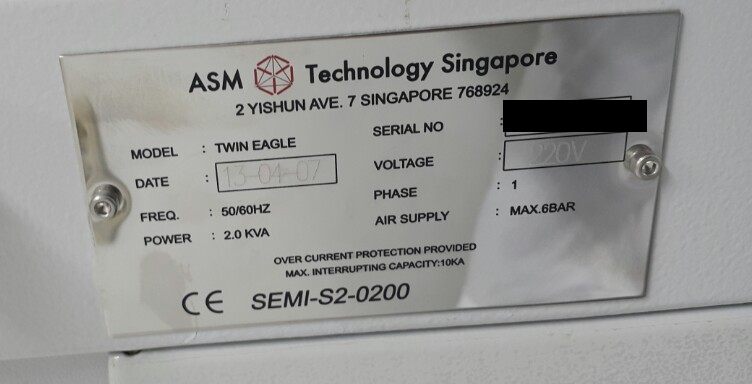 ASM Technology Singapore
2 YISHUN AVE. 7 SINGAPORE 768924
MODEL : TWIN EAGLE
DATE : 13-04-07
FREQ. : 50/60HZ
POWER : 2.0 KVA
SERIAL NO :
VOLTAGE : 220V
PHASE : 1
AIR SUPPLY : MAX.6BAR
OVER CURRENT PROTECTION PROVIDED
MAX. INTERRUPTING CAPACITY:10KA
CE SEMI-S2-0200